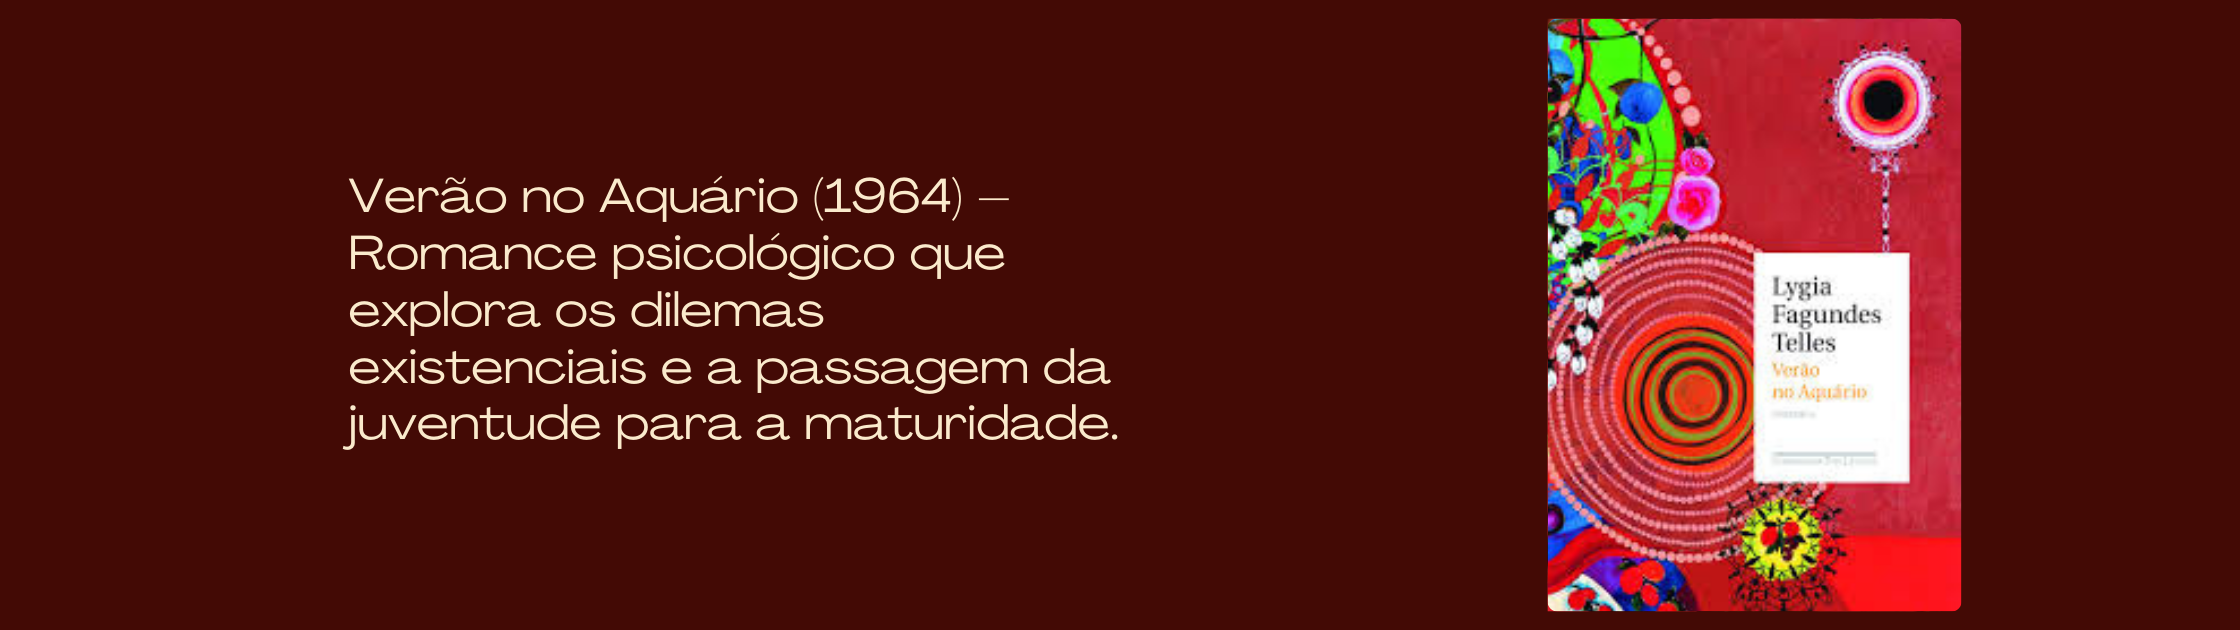 Verão no Aquário (1964) –
Romance psicológico que
explora os dilemas
existenciais e a passagem da
juventude para a maturidade.
Lygia
Fagundes
Telles
Verão
no Aquário